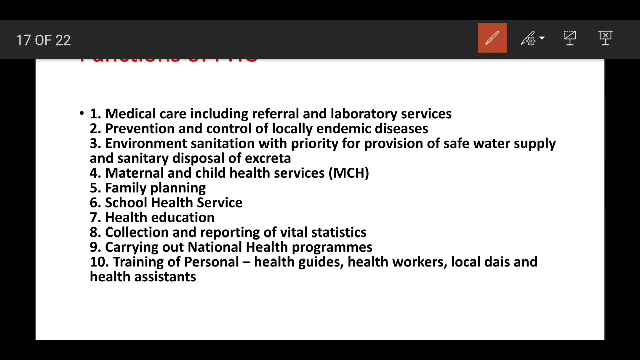 17 OF 22
Functions of PHC
• 1. Medical care including referral and laboratory services
2. Prevention and control of locally endemic diseases
3. Environment sanitation with priority for provision of safe water supply
and sanitary disposal of excreta
4. Maternal and child health services (MCH)
5. Family planning
6. School Health Service
7. Health education
8. Collection and reporting of vital statistics
9. Carrying out National Health programmes
10. Training of Personal – health guides, health workers, local dais and
health assistants